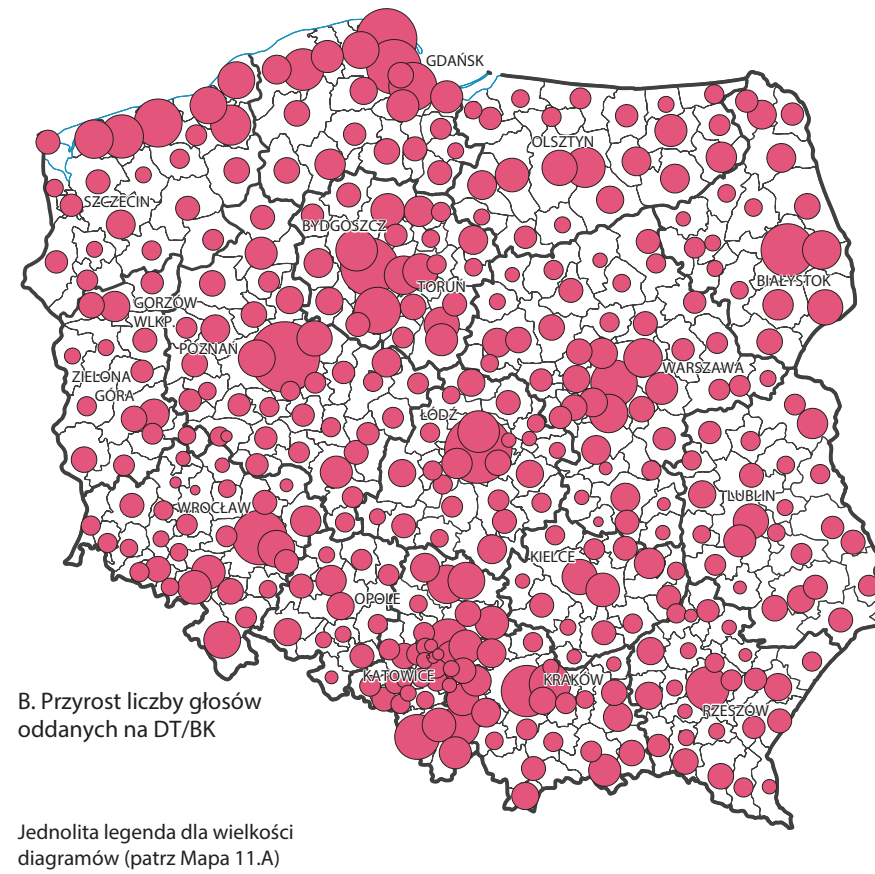 GDAŃSK
OLSZTYN
SZCZECIN
BYDGOSZCZ
BIAŁYSTOK
TORUŃ
GORZÓW
WLKP.
POZNAŃ
WARSZAWA
ZIELONA
GÓRA
ŁÓDŹ
LUBLIN
WROCŁAW
KIELCE
OPOLE
KATOWICE
KRAKÓW
RZESZÓW
B. Przyrost liczby głosów
oddanych na DT/BK
Jednolita legenda dla wielkości
diagramów (patrz Mapa 11.A)